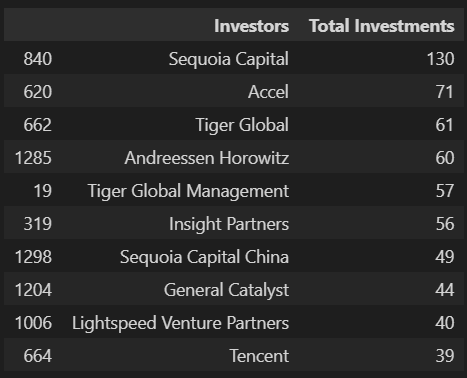 Investors Total Investments
840 Sequoia Capital 130
620 Accel 71
662 Tiger Global 61
1285 Andreessen Horowitz 60
19 Tiger Global Management 57
319 Insight Partners 56
1298 Sequoia Capital China 49
1204 General Catalyst 44
1006 Lightspeed Venture Partners 40
664 Tencent 39